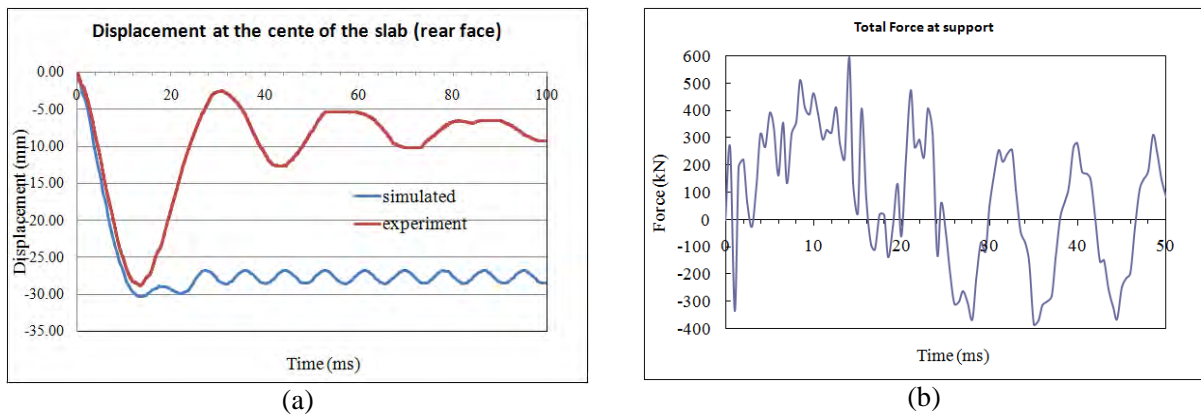 Displacement at the cente of the slab (rear face)
0.00
-5.00
-10.00
-15.00
-20.00
-25.00
-30.00
-35.00
0 20 40 60 80 100
Displacement (mm)
simulated
experiment
Time (ms)
(a)
Total Force at support
600
500
400
300
200
100
0
-100
-200
-300
-400
0 10 20 30 40 50
Force (kN)
Time (ms)
(b)